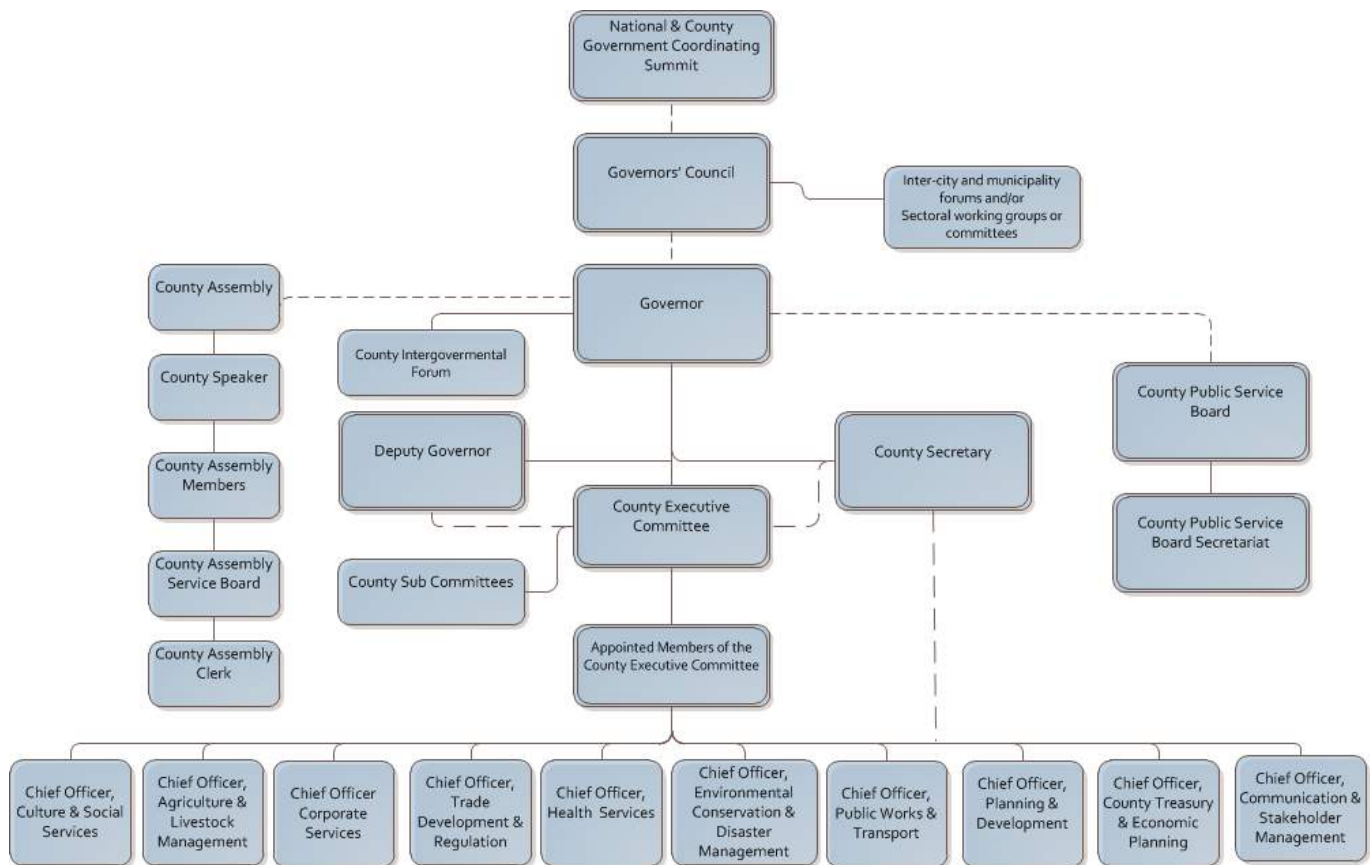 National & County
Government Coordinating
Summit
Governors' Council
Inter-city and municipality
forums and/or
Sectoral working groups or
committees
County Assembly
Governor
County Intergovermental
Forum
County Speaker
County Public Service
Board
Deputy Governor
County Secretary
County Assembly
Members
County Executive
Committee
County Public Service
Board Secretariat
County Assembly
Service Board
County Sub Committees
County Assembly
Clerk
Appointed Members of the
County Executive Committee
Chief Officer,
Culture & Social
Services
Chief Officer,
Agriculture &
Livestock
Management
Chief Officer
Corporate
Services
Chief Officer,
Trade
Development &
Regulation
Chief Officer,
Health Services
Chief Officer,
Environmental
Conservation &
Disaster
Management
Chief Officer,
Public Works &
Transport
Chief Officer,
Planning &
Development
Chief Officer,
County Treasury
& Economic
Planning
Chief Officer,
Communication &
Stakeholder
Management